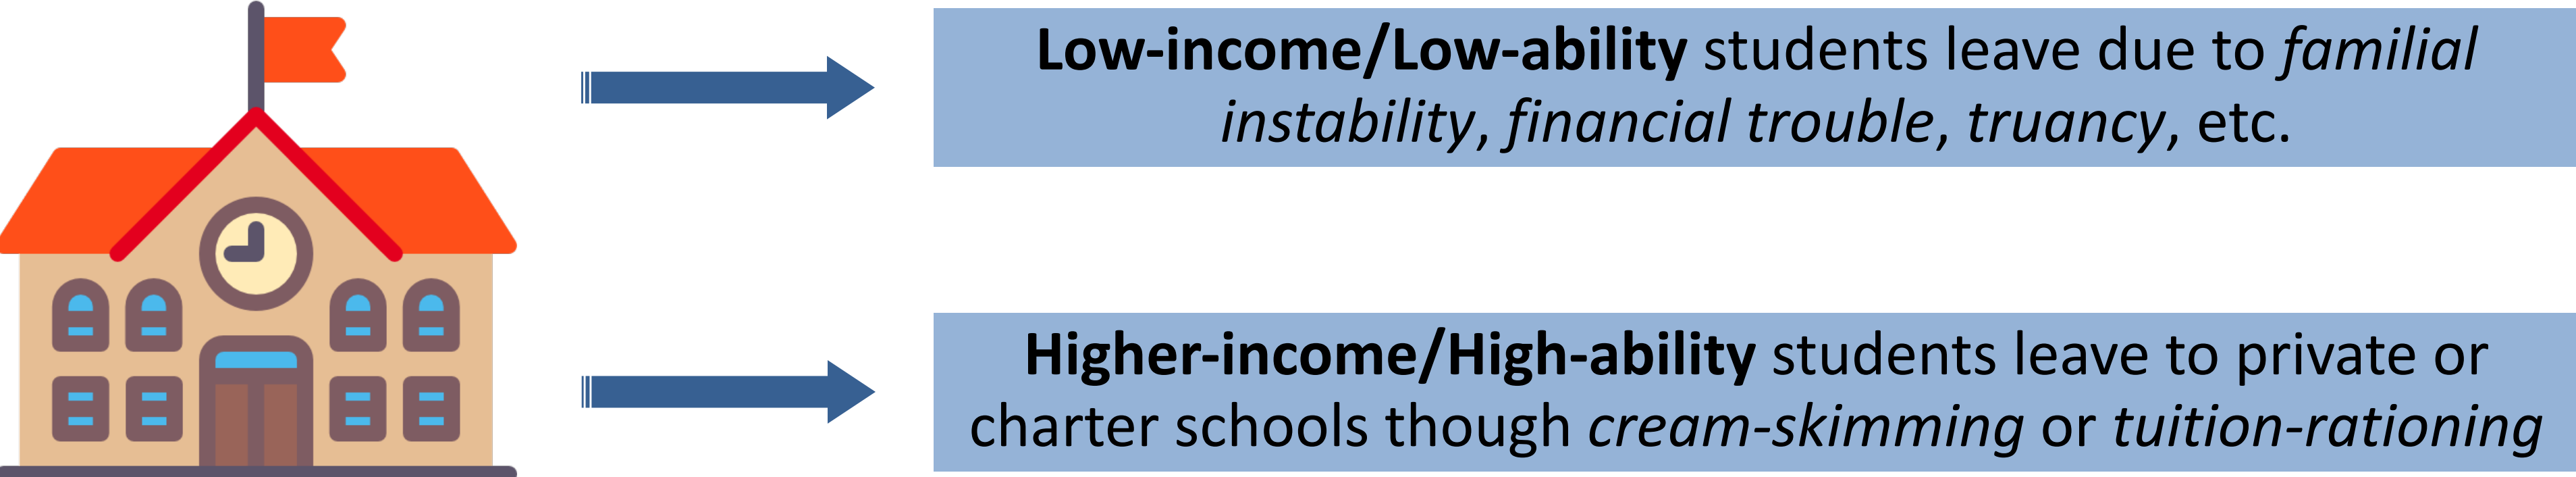 Low-income/Low-ability students leave due to familial
instability, financial trouble, truancy, etc.
Higher-income/High-ability students leave to private or
charter schools though cream-skimming or tuition-rationing